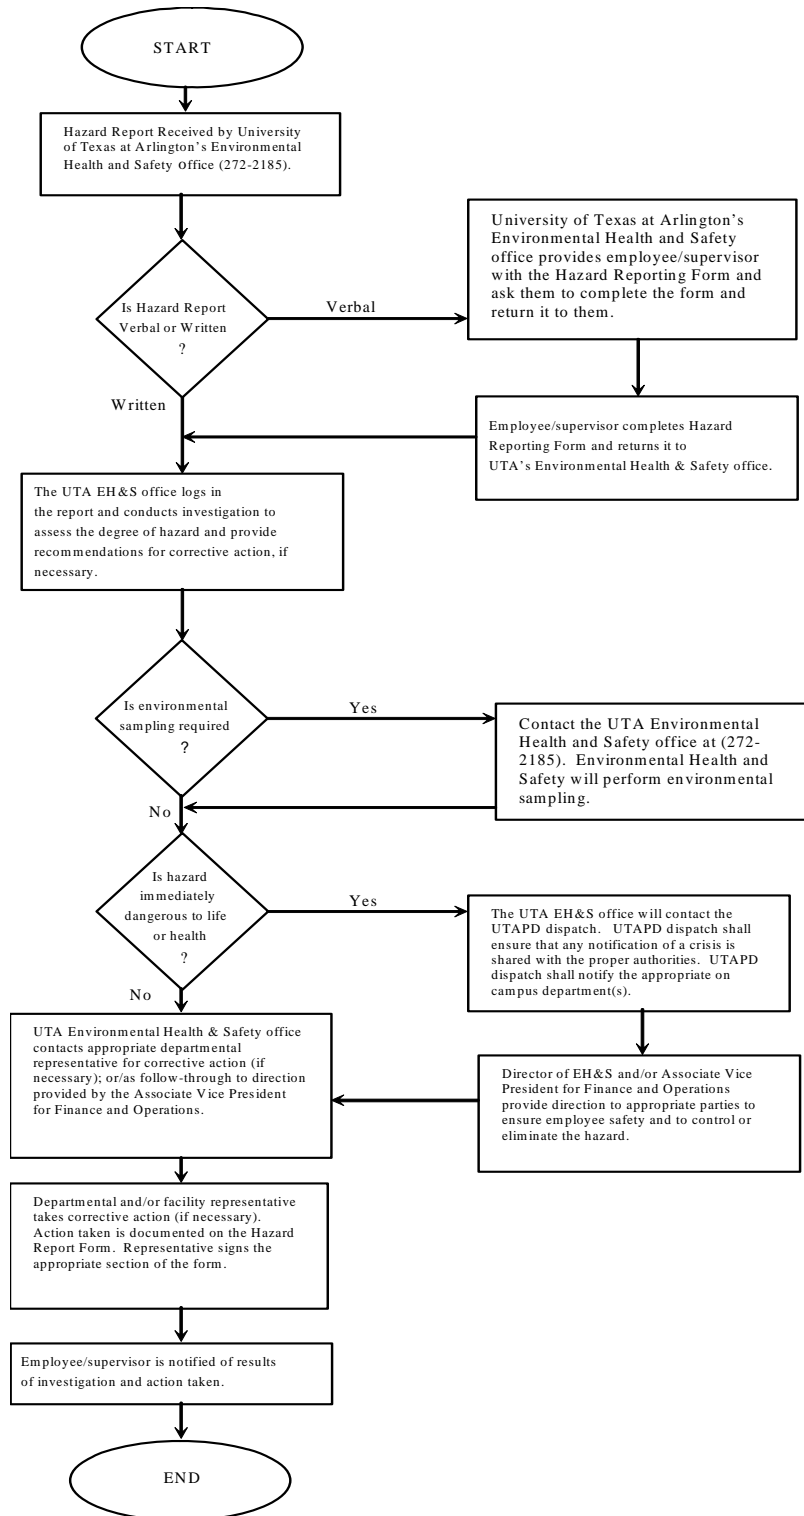 START
Hazard Report Received by University
of Texas at Arlington's Environmental
Health and Safety office (272-2185).
Is Hazard Report
Verbal or Written
?
Verbal
University of Texas at Arlington's
Environmental Health and Safety
office provides employee/supervisor
with the Hazard Reporting Form and
ask them to complete the form and
return it to them.
Written
Employee/supervisor completes Hazard
Reporting Form and returns it to
UTA's Environmental Health & Safety office.
The UTA EH&S office logs in
the report and conducts investigation to
assess the degree of hazard and provide
recommendations for corrective action, if
necessary.
Is environmental
sampling required
?
Yes
Contact the UTA Environmental
Health and Safety office at (272-
2185). Environmental Health and
Safety will perform environmental
sampling.
No
Is hazard
immediately
dangerous to life
or health
?
Yes
The UTA EH&S office will contact the
UTAPD dispatch. UTAPD dispatch shall
ensure that any notification of a crisis is
shared with the proper authorities. UTAPD
dispatch shall notify the appropriate on
campus department(s).
No
UTA Environmental Health & Safety office
contacts appropriate departmental
representative for corrective action (if
necessary); or/as follow-through to direction
provided by the Associate Vice President
for Finance and Operations.
Director of EH&S and/or Associate Vice
President for Finance and Operations
provide direction to appropriate parties to
ensure employee safety and to control or
eliminate the hazard.
Departmental and/or facility representative
takes corrective action (if necessary).
Action taken is documented on the Hazard
Report Form. Representative signs the
appropriate section of the form.
Employee/supervisor is notified of results
of investigation and action taken.
END